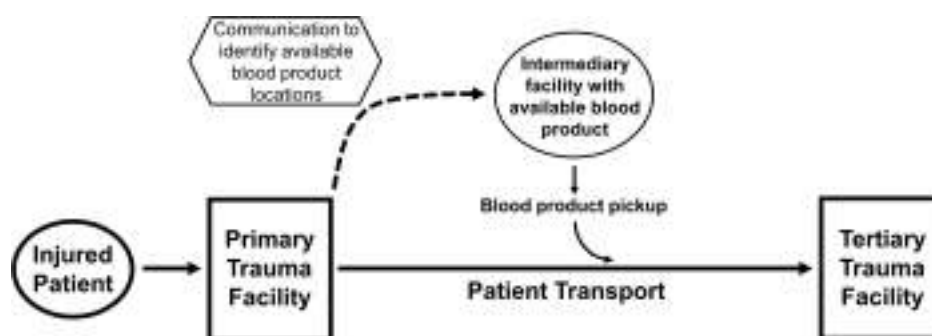 Communication to
identify available
blood product
locations
Intermediary
facility with
available blood
product
Blood product pickup
Injured
Patient
Primary
Trauma
Facility
Patient Transport
Tertiary
Trauma
Facility